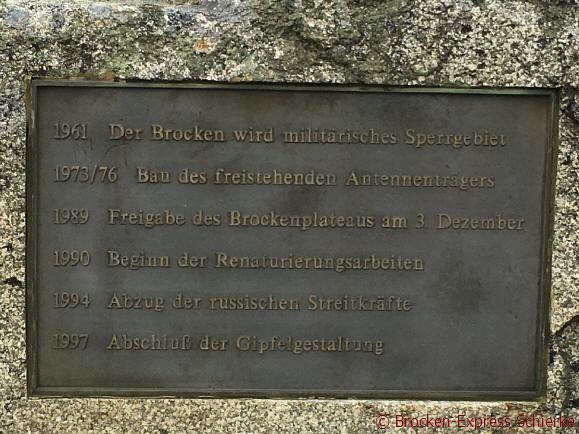 1961 Der Brocken wird militärisches Sperrgebiet
1973/76 Bau des freistehenden Antennenträgers
1989 Freigabe des Brockenplateaus am 3. Dezember
1990 Beginn der Renaturierungsarbeiten
1994 Abzug der russischen Streitkräfte
1997 Abschluß der Gipfelgestaltung
© Brocken-Express Schierke